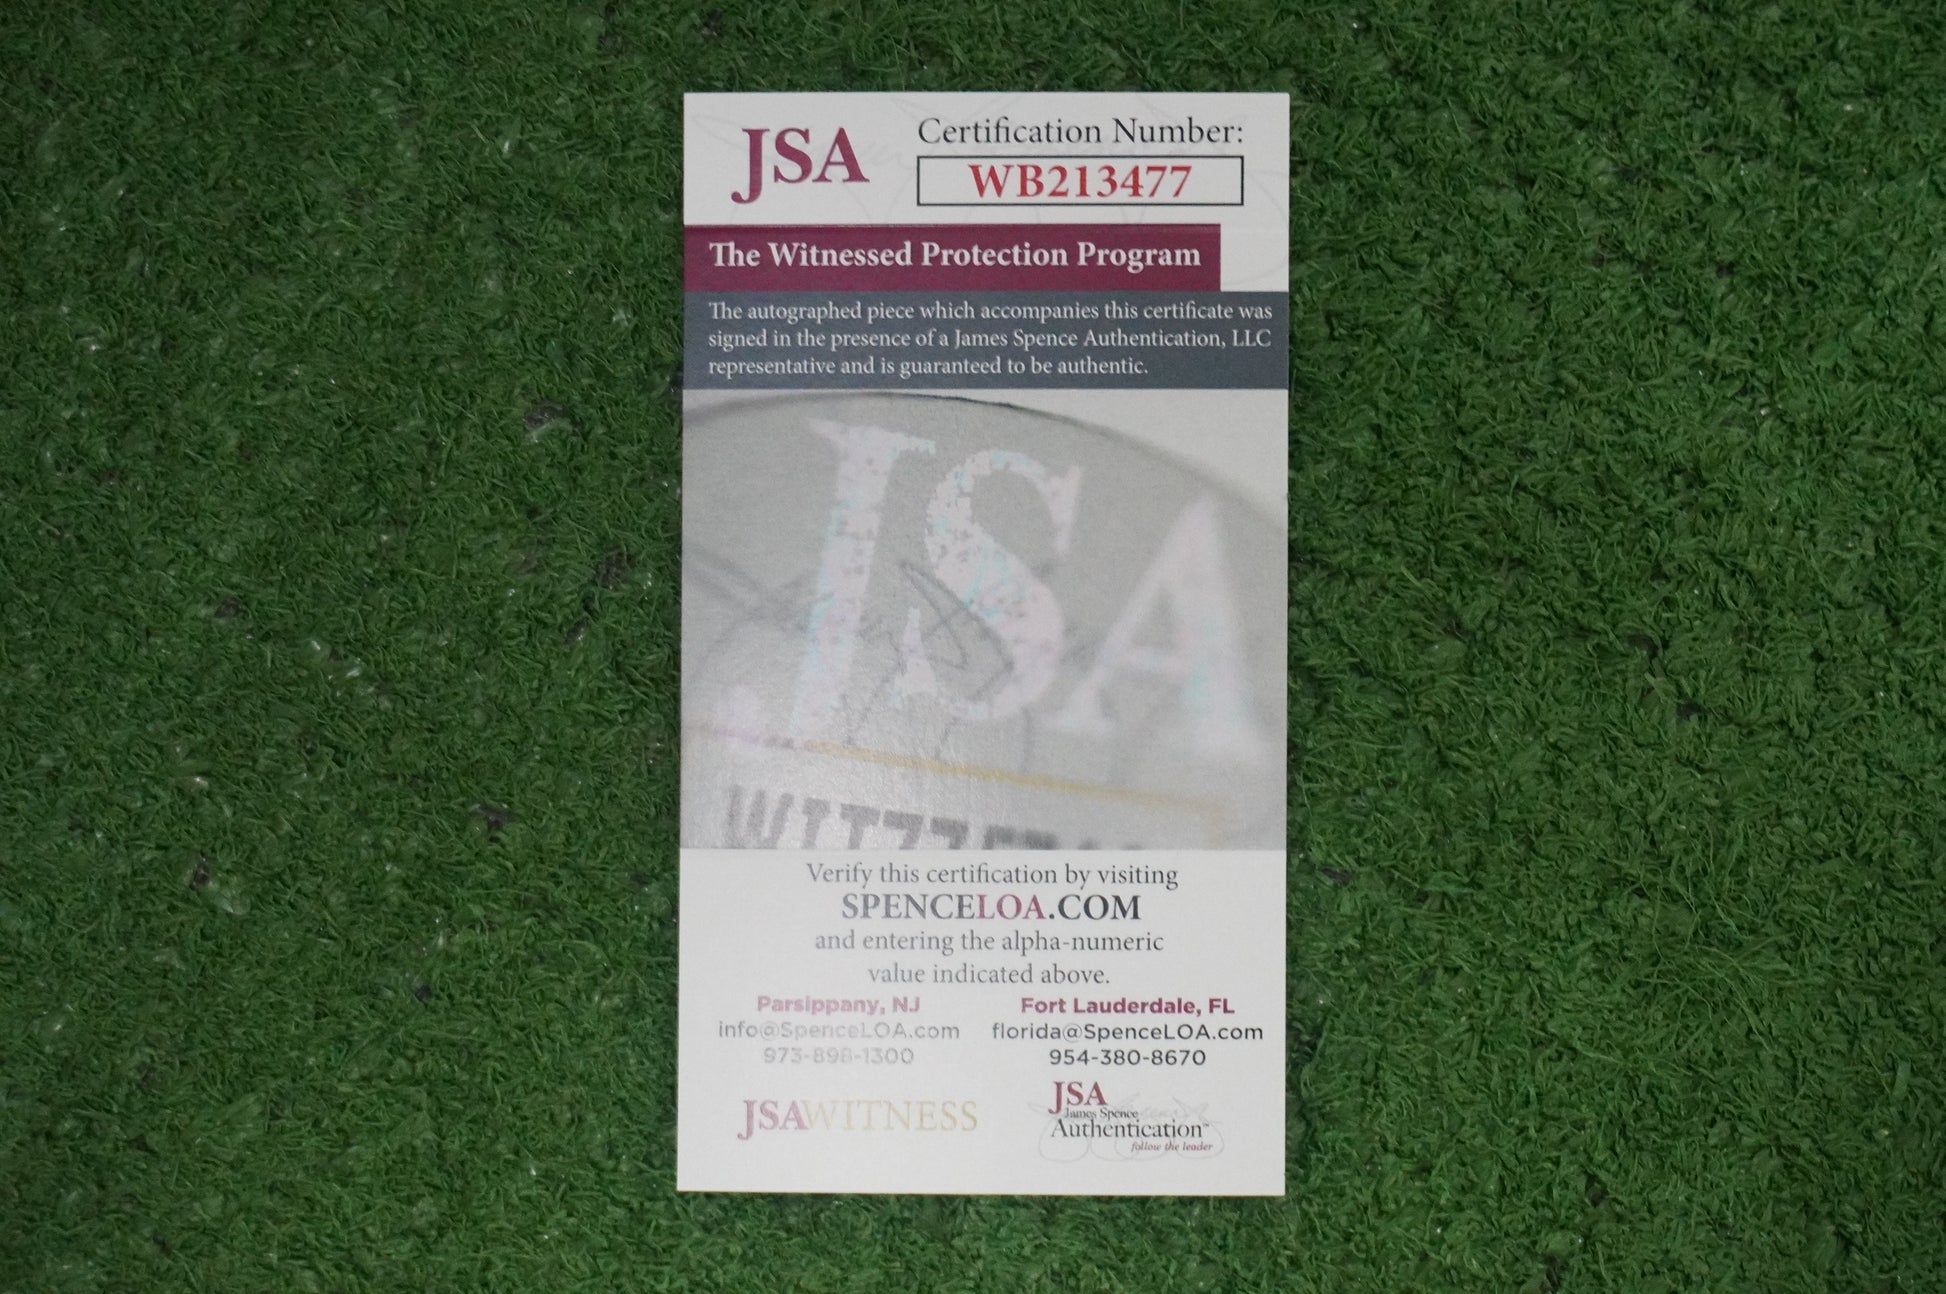 JSA
Certification Number:
WB213477
The Witnessed Protection Program
The autographed piece which accompanies this certificate was
signed in the presence of a James Spence Authentication, LLC
representative and is guaranteed to be authentic.
JSA
Verify this certification by visiting
SPENCELOA.COM
and entering the alpha-numeric
value indicated above.
Parsippany, NJ
info@SpenceLOA.com
973-898-1300
Fort Lauderdale, FL
florida@SpenceLOA.com
954-380-8670
JSAWITNESS
JSA
James Spence
Authentication™
follow the leader